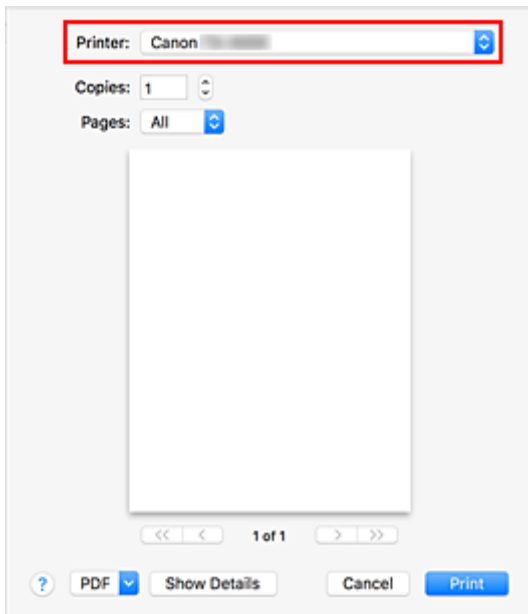 Printer: Canon
Copies: 1
Pages: All
<< < 1 of 1 > >>
? PDF Show Details Cancel Print